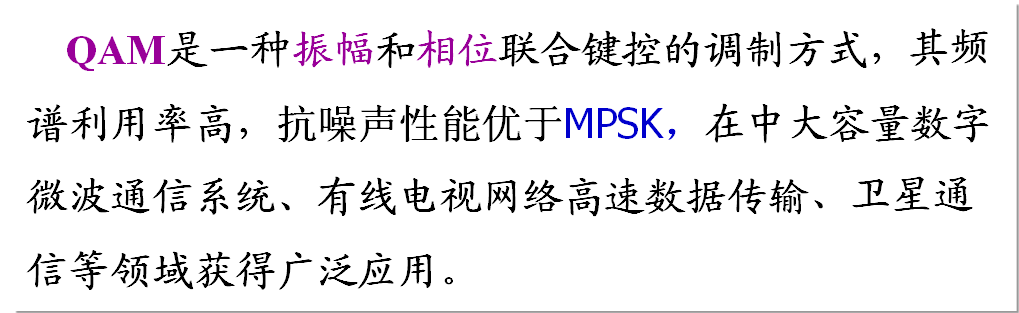 QAM是一种振幅和相位联合键控的调制方式，其频
谱利用率高，抗噪声性能优于MPSK，在中大容量数字
微波通信系统、有线电视网络高速数据传输、卫星通
信等领域获得广泛应用。